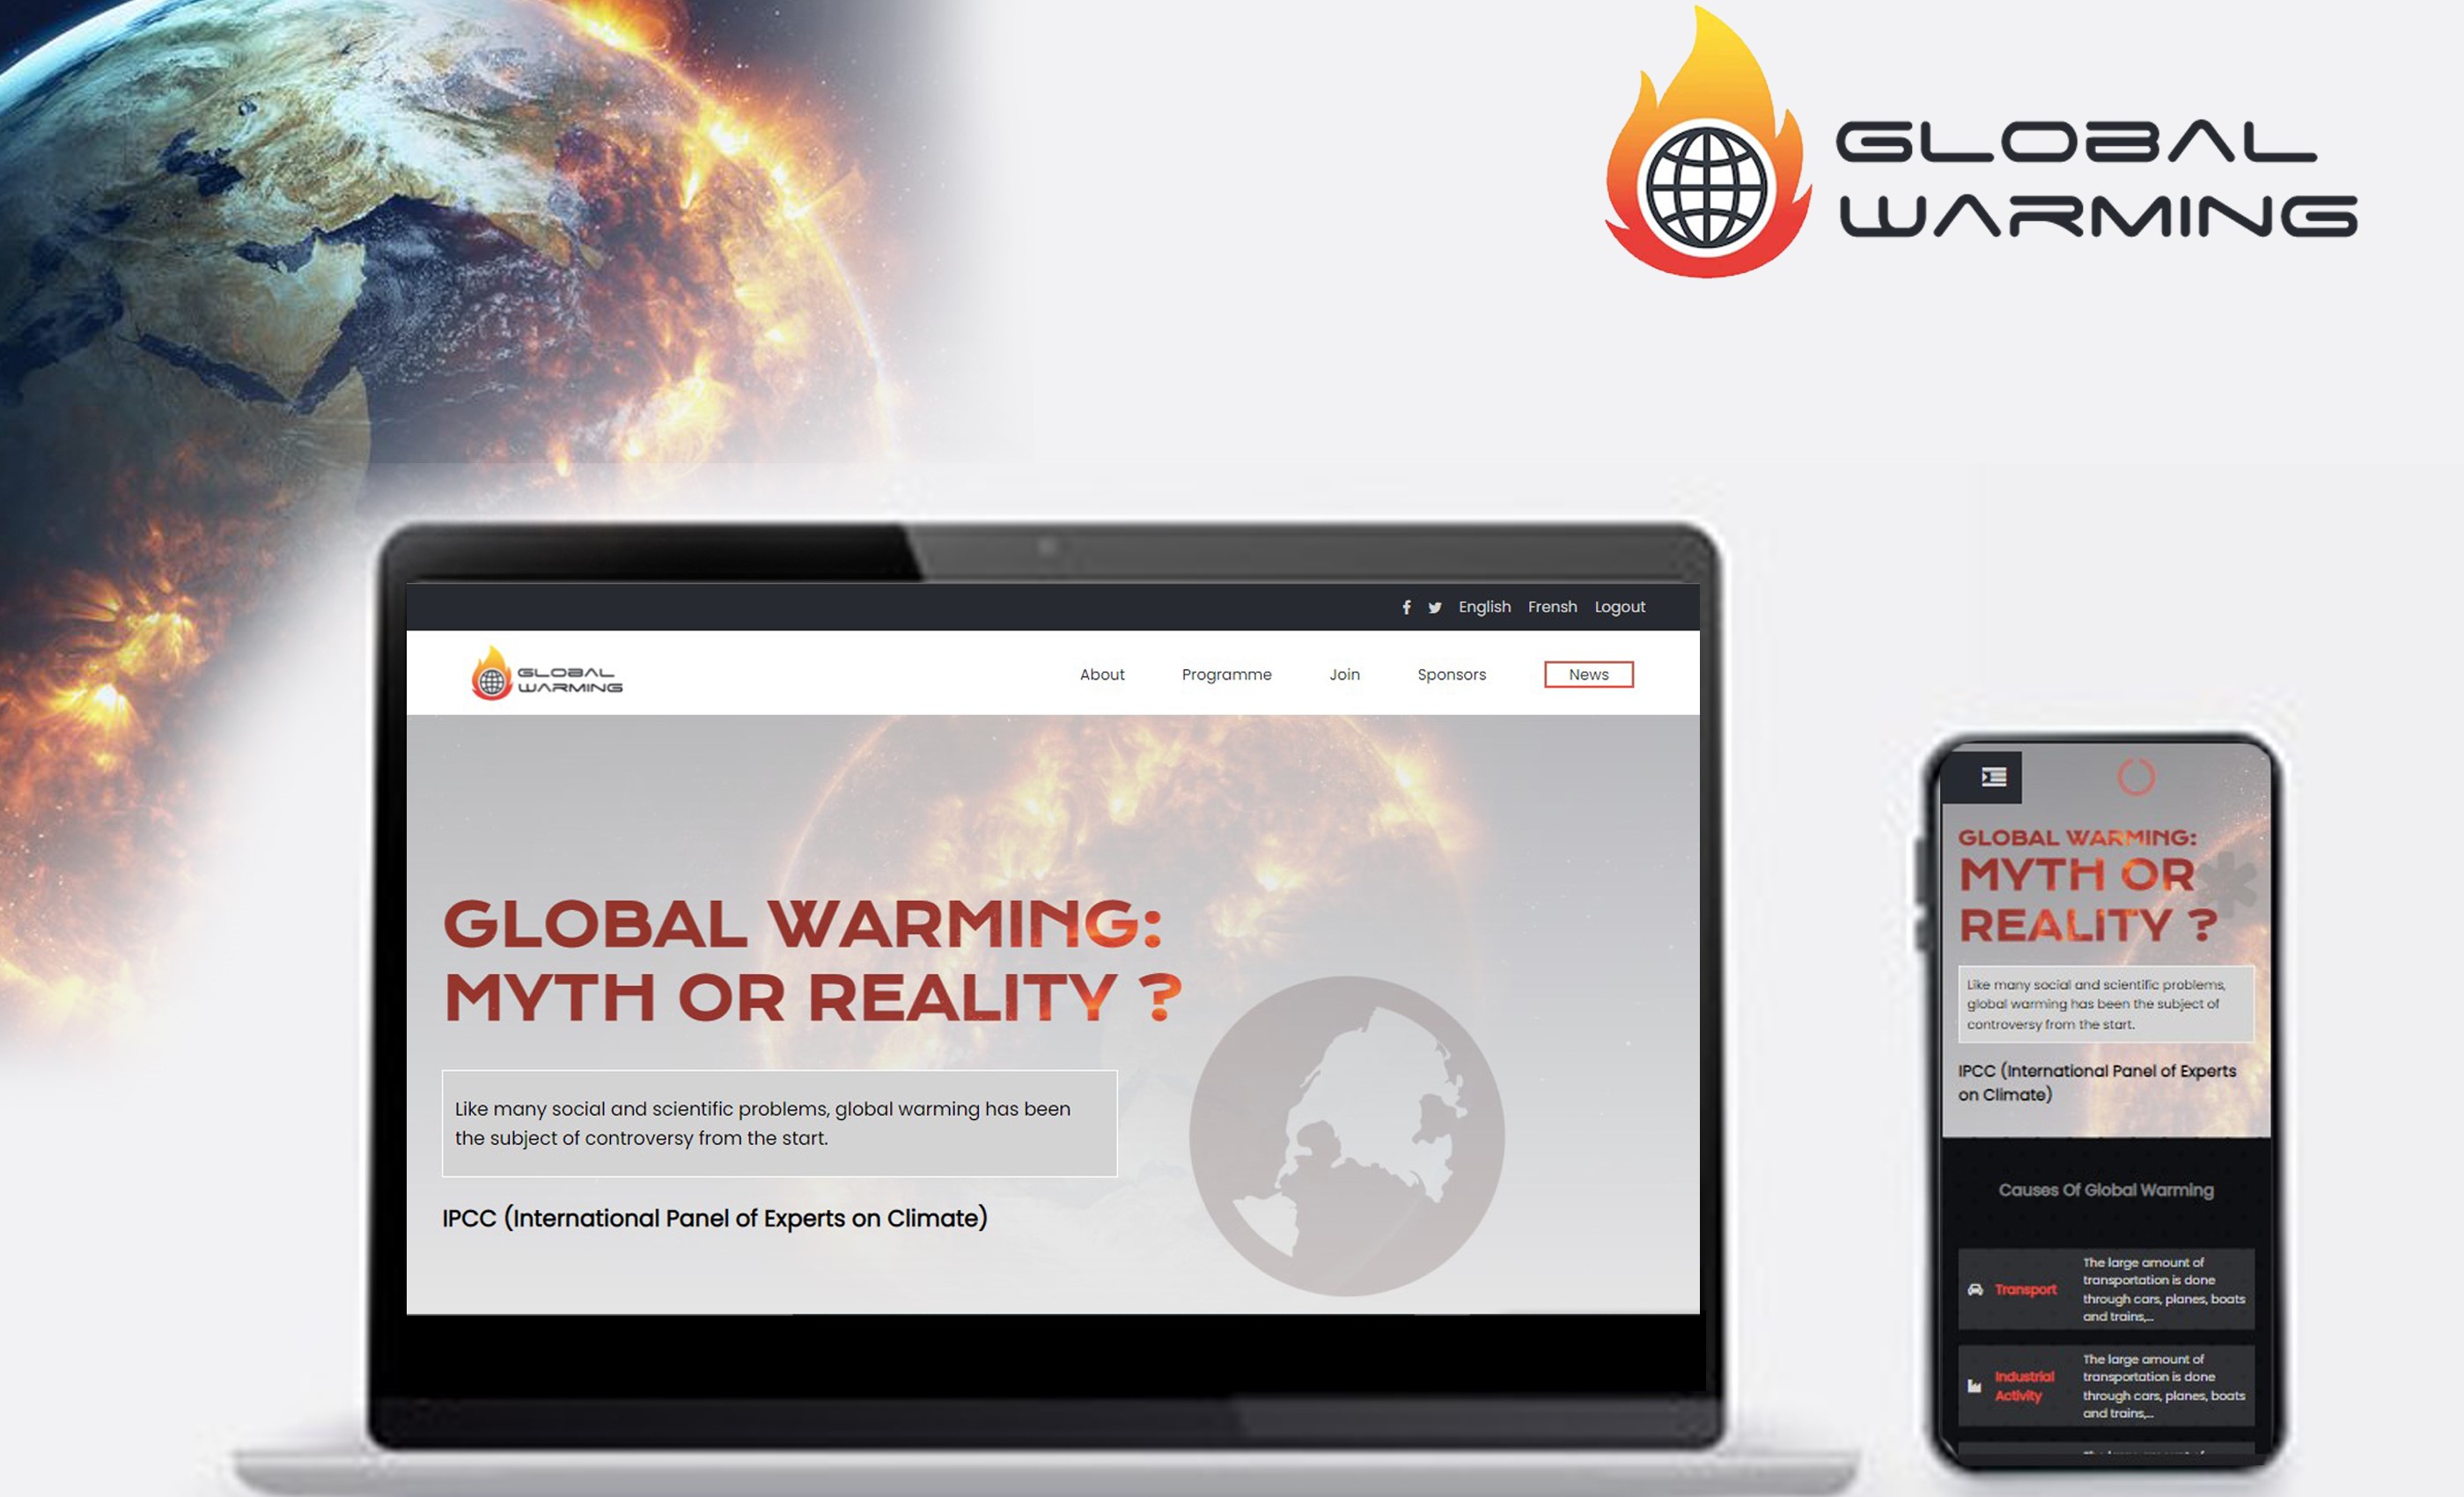 GLOBAL
WARMING
English Frensh Logout
GLOBAL
WARMING
About Programme Join Sponsors News
GLOBAL WARMING:
MYTH OR REALITY ?
Like many social and scientific problems, global warming has been
the subject of controversy from the start.
IPCC (International Panel of Experts on Climate)
GLOBAL WARMING:
MYTH OR
REALITY ?
Like many social and scientific problems,
global warming has been the subject of
controversy from the start.
IPCC (International Panel of Experts
on Climate)
Causes Of Global Warming
Transport
The large amount of
transportation is done
through cars, planes, boats
and trains,...
Industrial
Activity
The large amount of
transportation is done
through cars, planes, boats
and trains,...